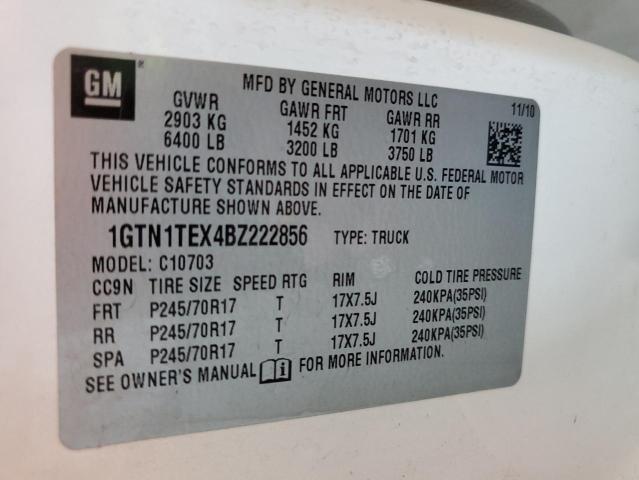 GM
MFD BY GENERAL MOTORS LLC
11/10
GVWR GAWR FRT GAWR RR
2903 KG 1452 KG 1701 KG
6400 LB 3200 LB 3750 LB
THIS VEHICLE CONFORMS TO ALL APPLICABLE U.S. FEDERAL MOTOR
VEHICLE SAFETY STANDARDS IN EFFECT ON THE DATE OF
MANUFACTURE SHOWN ABOVE.
1GTN1TEX4BZ222856 TYPE: TRUCK
MODEL: C10703
CC9N TIRE SIZE SPEED RTG RIM COLD TIRE PRESSURE
FRT P245/70R17 T 17X7.5J 240KPA(35PSI)
RR P245/70R17 T 17X7.5J 240KPA(35PSI)
SPA P245/70R17 T 17X7.5J 240KPA(35PSI)
SEE OWNER'S MANUAL i FOR MORE INFORMATION.